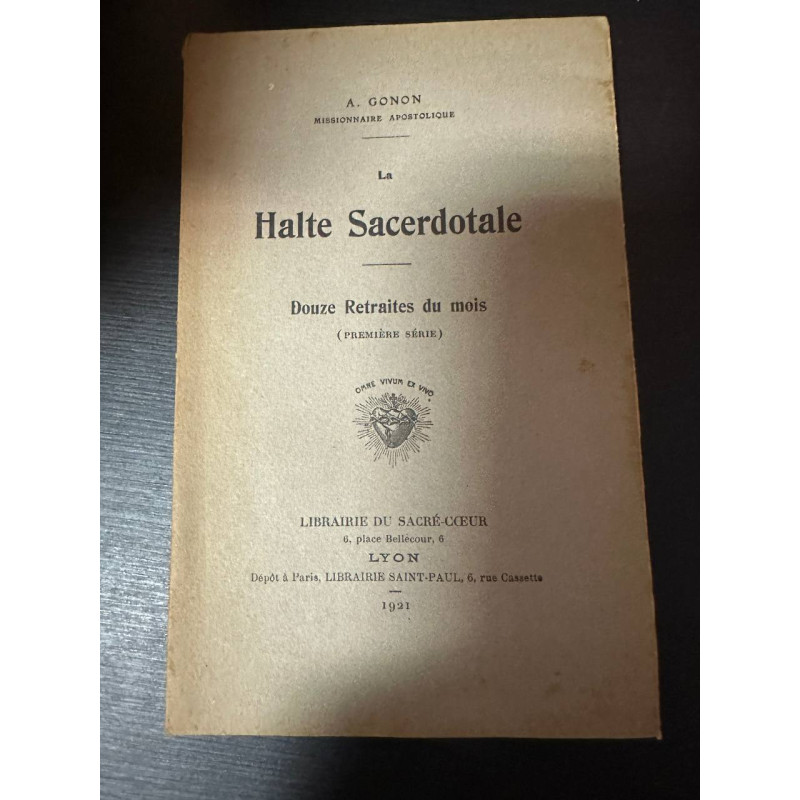 A. GONON
MISSIONNAIRE APOSTOLIQUE
La
Halte Sacerdotale
Douze Retraites du mois
(PREMIÈRE SÉRIE)
OMNE VIVUM EX VIVO
LIBRAIRIE DU SACRÉ-CŒUR
6, place Bellecour, 6
LYON
Dépôt à Paris, LIBRAIRIE SAINT-PAUL, 6, rue Cassette
1921